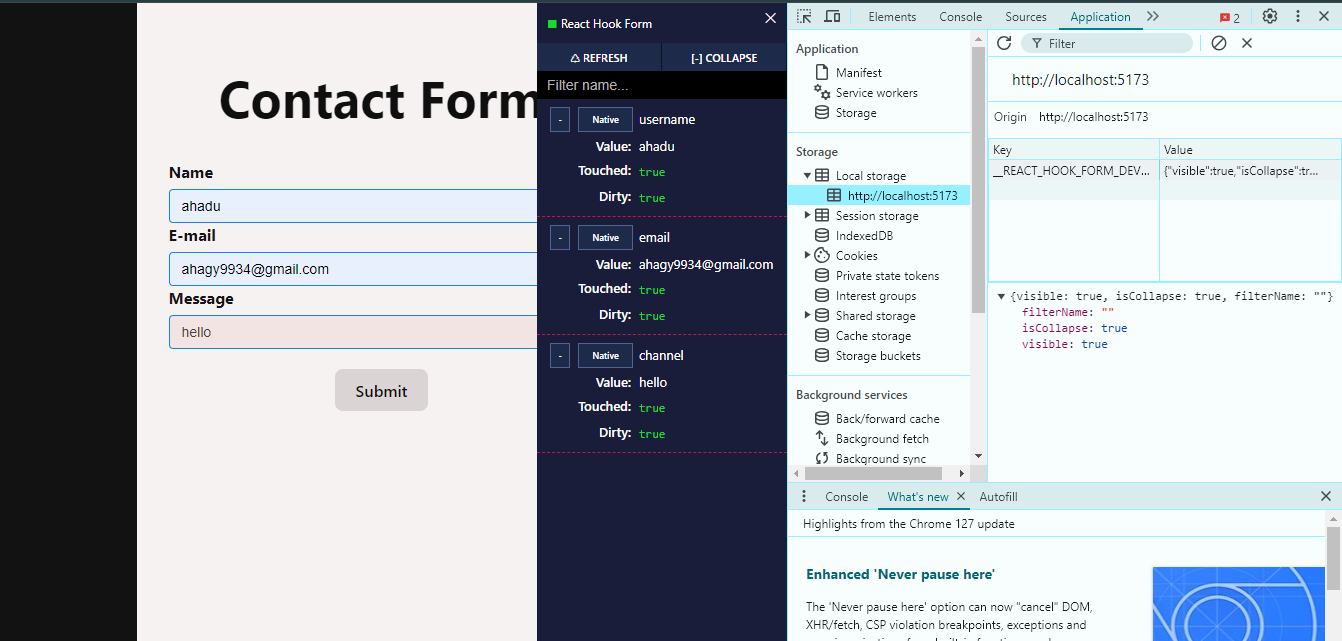 Contact Form
Name
ahadu
E-mail
ahagy9934@gmail.com
Message
hello
Submit
React Hook Form
REFRESH
[-] COLLAPSE
Filter name...
- Native username
Value: ahadu
Touched: true
Dirty: true
- Native email
Value: ahagy9934@gmail.com
Touched: true
Dirty: true
- Native channel
Value: hello
Touched: true
Dirty: true
Elements Console Sources Application 2
Application
Manifest
Service workers
Storage
Storage
Local storage
http://localhost:5173
Session storage
IndexedDB
Cookies
Private state tokens
Interest groups
Shared storage
Cache storage
Storage buckets
Background services
Back/forward cache
Background fetch
Background sync
Filter
http://localhost:5173
Origin http://localhost:5173
Key Value
__REACT_HOOK_FORM_DEV... {"visible":true,"isCollapse":tr...
{visible: true, isCollapse: true, filterName: ""}
filterName: ""
isCollapse: true
visible: true
Console What's new Autofill
Highlights from the Chrome 127 update
Enhanced 'Never pause here'
The 'Never pause here' option can now "cancel" DOM,
XHR/fetch, CSP violation breakpoints, exceptions and